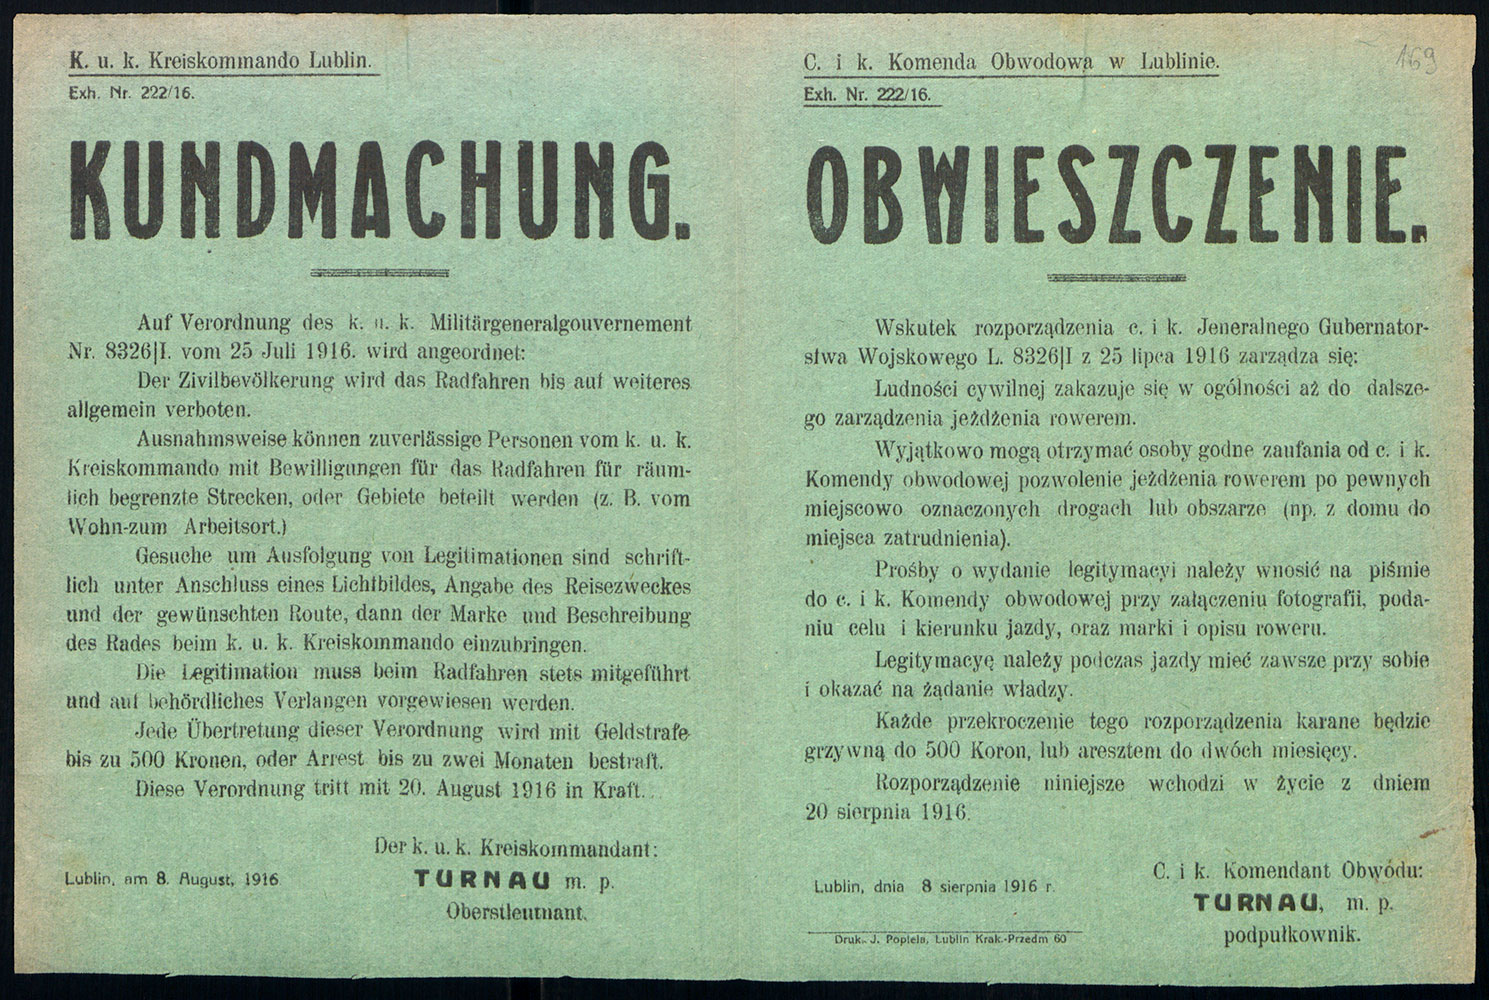 K. u. k. Kreiskommando Lublin.
Exh. Nr. 222/16.
KUNDMACHUNG.
Auf Verordnung des k. u. k. Militärgeneralgouvernement
Nr. 8326|I. vom 25 Juli 1916. wird angeordnet:
Der Zivilbevölkerung wird das Radfahren bis auf weiteres
allgemein verboten.
Ausnahmsweise können zuverlässige Personen vom k. u. k.
Kreiskommando mit Bewilligungen für das Radfahren für räum-
lich begrenzte Strecken, oder Gebiete beteilt werden (z. B. vom
Wohn-zum Arbeitsort.)
Gesuche um Ausfolgung von Legitimationen sind schrift-
lich unter Anschluss eines Lichtbildes, Angabe des Reisezweckes
und der gewünschten Route, dann der Marke und Beschreibung
des Rades beim k. u. k. Kreiskommando einzubringen.
Die Legitimation muss beim Radfahren stets mitgeführt
und auf behördliches Verlangen vorgewiesen werden.
Jede Übertretung dieser Verordnung wird mit Geldstrafe
bis zu 500 Kronen, oder Arrest bis zu zwei Monaten bestraft.
Diese Verordnung tritt mit 20. August 1916 in Kraft.
Der k. u. k. Kreiskommandant:
Lublin, am 8. August, 1916
TURNAU m. p.
Oberstleutnant.
C. i k. Komenda Obwodowa w Lublinie.
169
Exh. Nr. 222/16.
OBWIESZCZENIE.
Wskutek rozporządzenia c. i k. Jeneralnego Gubernator-
stwa Wojskowego L. 8326|I z 25 lipca 1916 zarządza się:
Ludności cywilnej zakazuje się w ogólności aż do dalsze-
go zarządzenia jeżdżenia rowerem.
Wyjątkowo mogą otrzymać osoby godne zaufania od c. i k.
Komendy obwodowej pozwolenie jeżdżenia rowerem po pewnych
miejscowo oznaczonych drogach lub obszarze (np. z domu do
miejsca zatrudnienia).
Prośby o wydanie legitymacyi należy wnosić na piśmie
do c. i k. Komendy obwodowej przy załączeniu fotografii, poda-
niu celu i kierunku jazdy, oraz marki i opisu roweru.
Legitymacyę należy podczas jazdy mieć zawsze przy sobie
i okazać na żądanie władzy.
Każde przekroczenie tego rozporządzenia karane będzie
grzywną do 500 Koron, lub aresztem do dwóch miesięcy.
Rozporządzenie niniejsze wchodzi w życie z dniem
20 sierpnia 1916.
C. i k. Komendant Obwódu:
Lublin, dnia 8 sierpnia 1916 r.
TURNAU, m. p.
podpułkownik.
Druk. J. Popiela, Lublin Krak.-Przedm 60